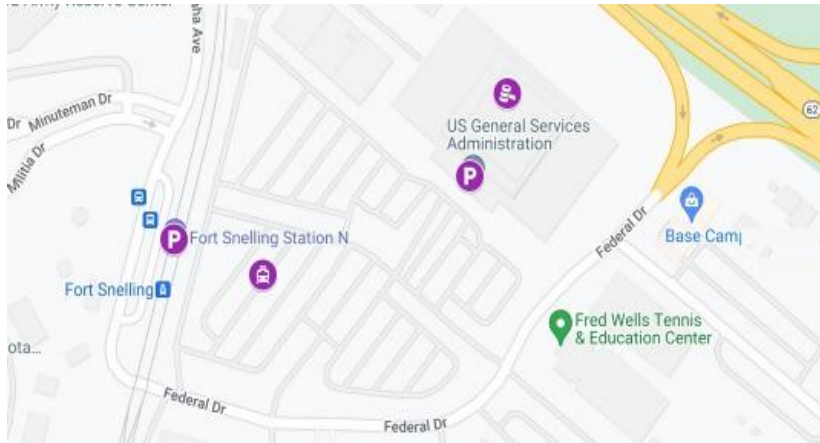 Minuteman Dr
Dr
Militia Dr
62
US General Services
Administration
P
P
Fort Snelling Station N
Fort Snelling
Federal Dr
Base Camp
Fred Wells Tennis
& Education Center
ota...
Federal Dr
Federal Dr